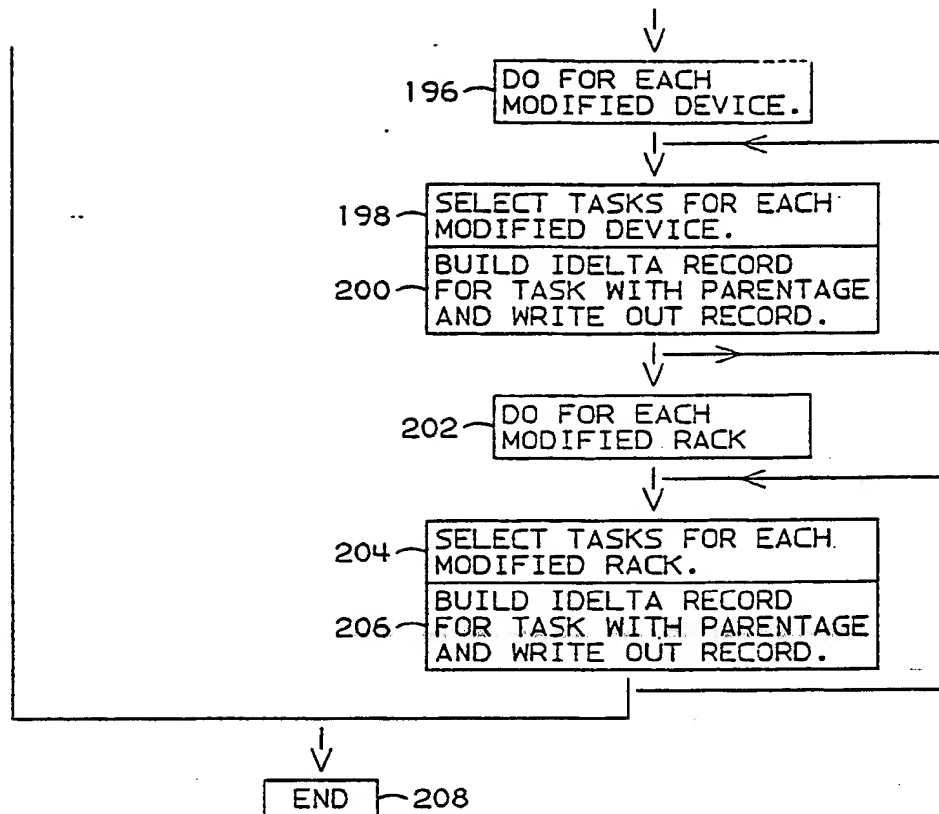 196
DO FOR EACH
MODIFIED DEVICE.
198
SELECT TASKS FOR EACH
MODIFIED DEVICE.
200
BUILD IDELTA RECORD
FOR TASK WITH PARENTAGE
AND WRITE OUT RECORD.
202
DO FOR EACH
MODIFIED RACK
204
SELECT TASKS FOR EACH
MODIFIED RACK.
206
BUILD IDELTA RECORD
FOR TASK WITH PARENTAGE
AND WRITE OUT RECORD.
END 208